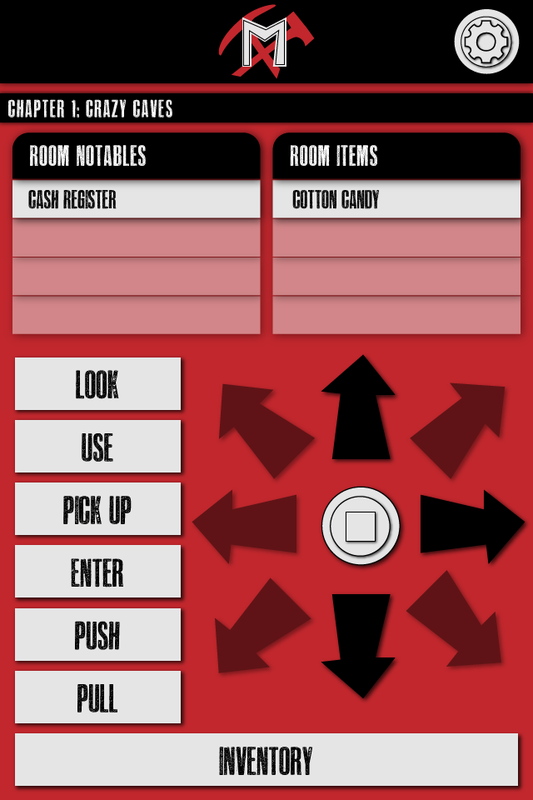 M
CHAPTER 1: CRAZY CAVES
ROOM NOTABLES
CASH REGISTER
ROOM ITEMS
COTTON CANDY
LOOK
USE
PICK UP
ENTER
PUSH
PULL
INVENTORY